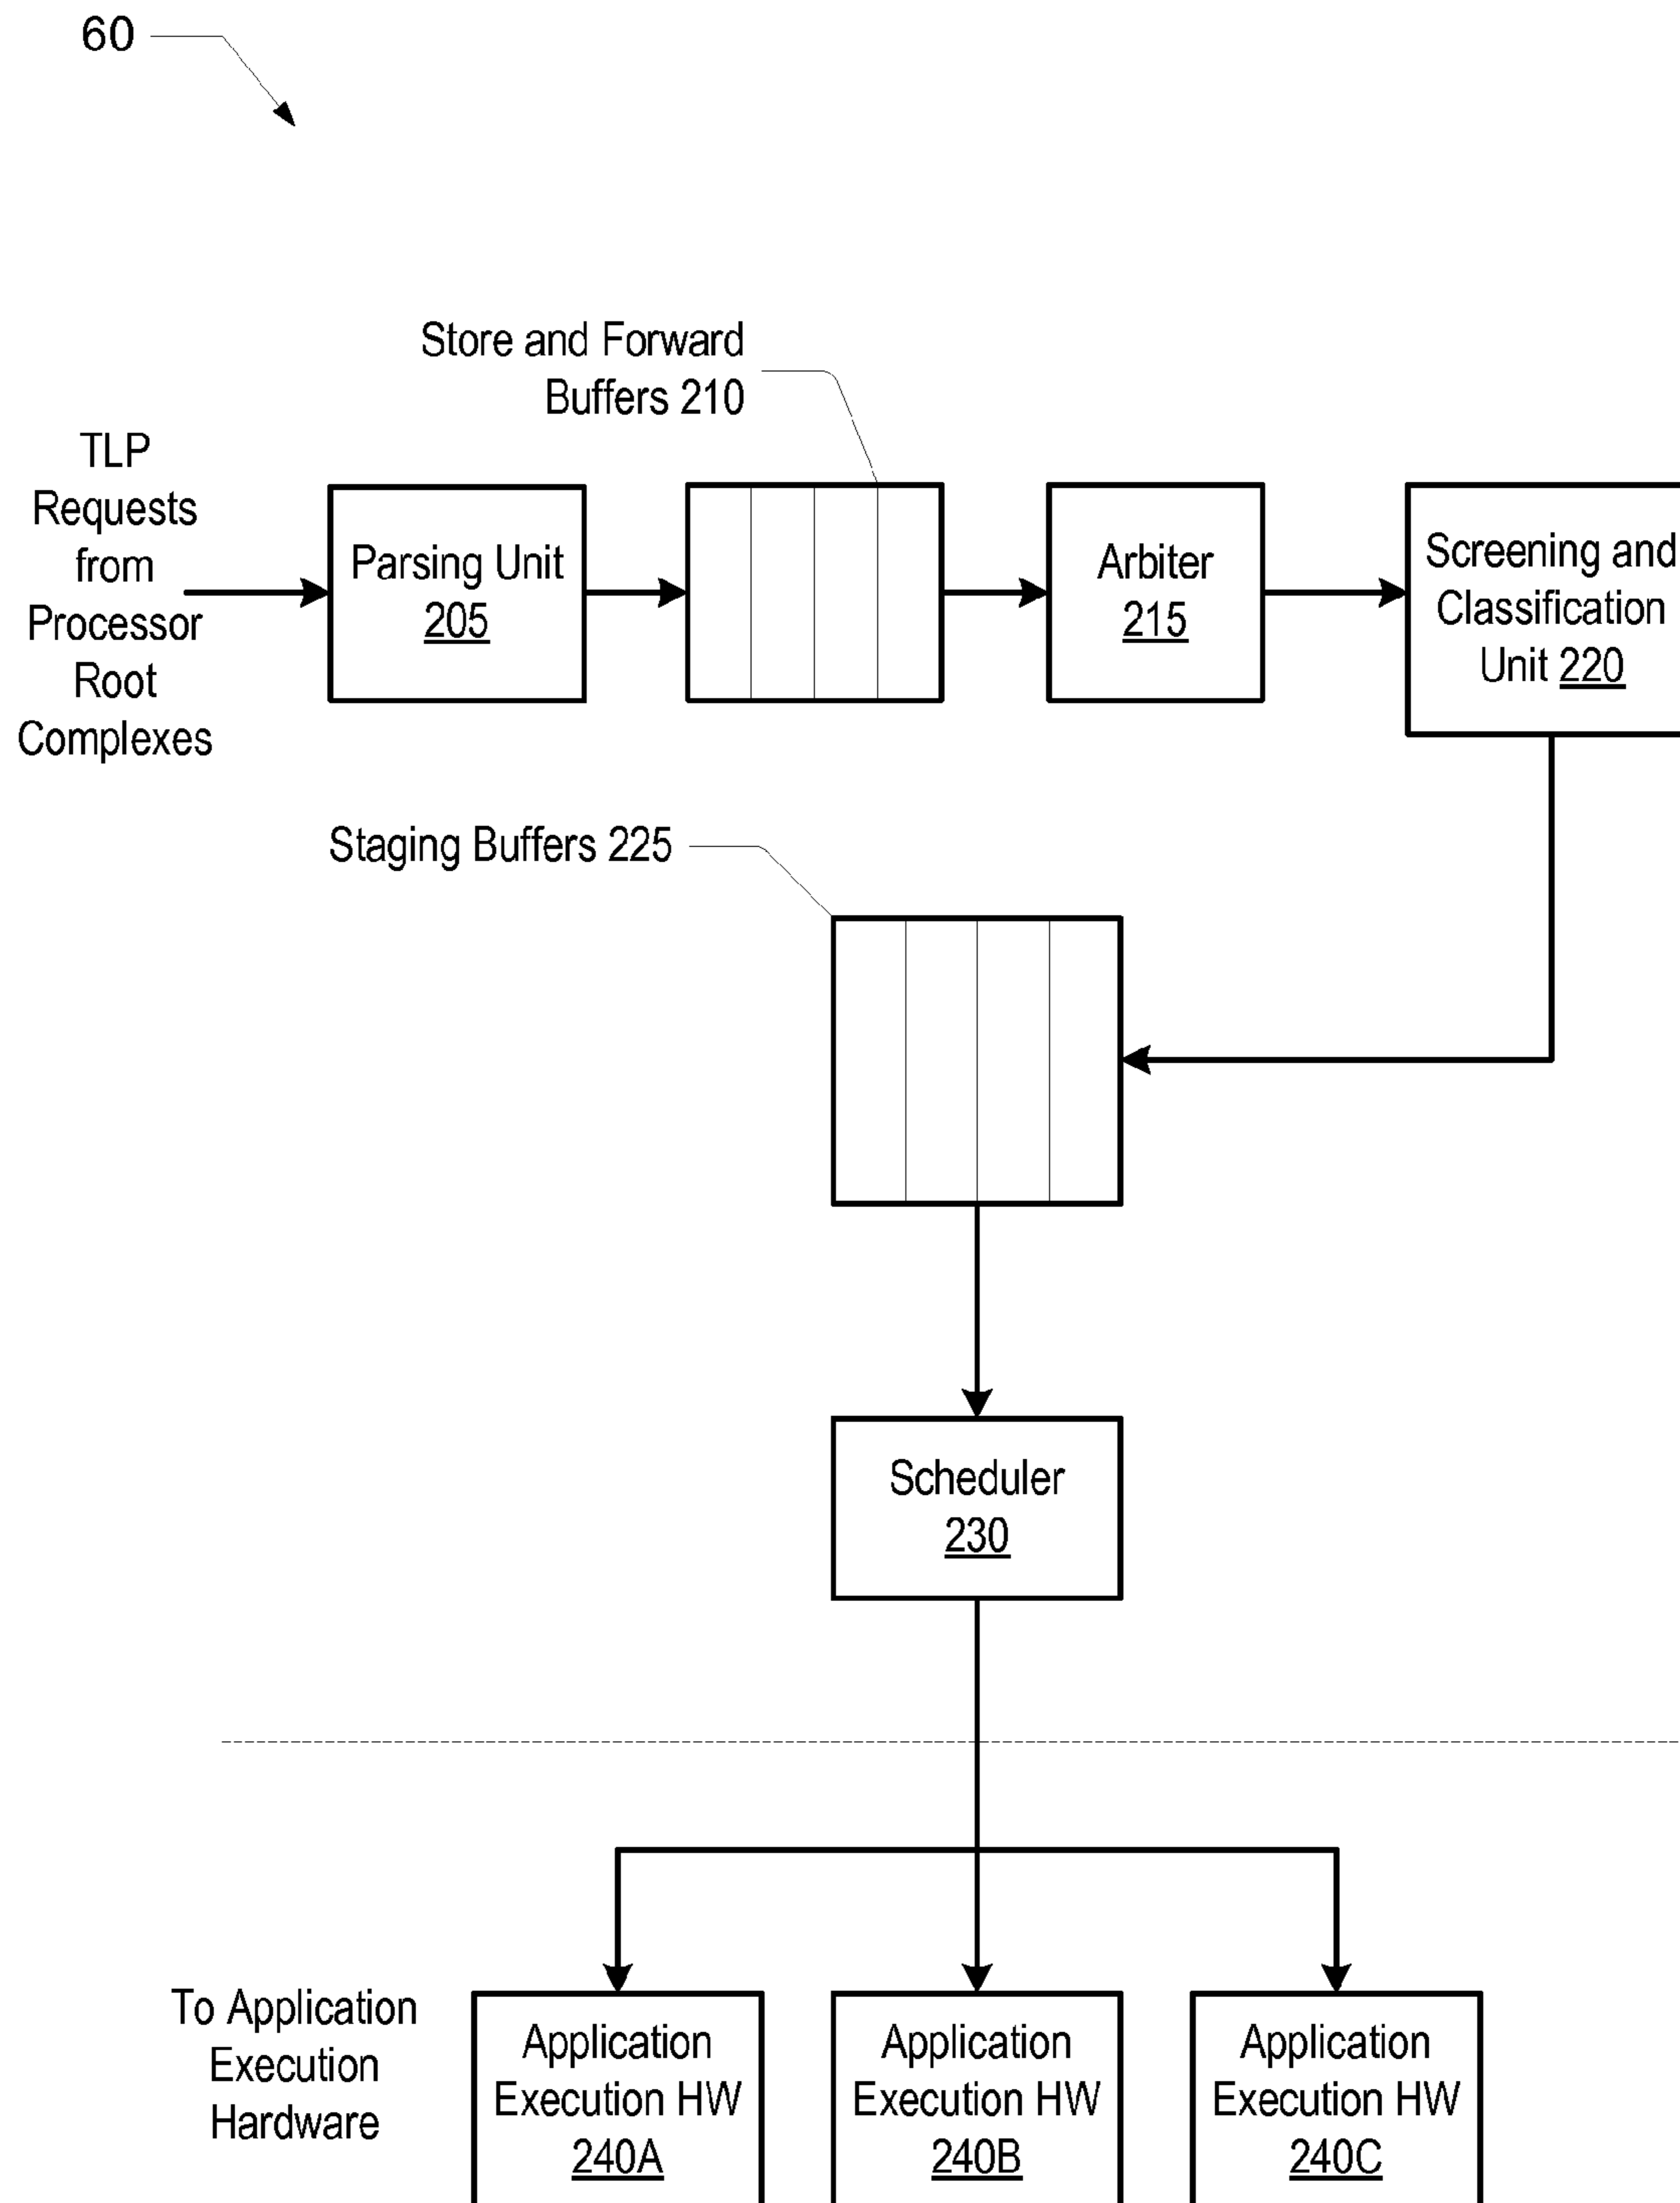 60
Store and Forward
Buffers 210
TLP
Requests
from
Processor
Root
Complexes
Parsing Unit
205
Arbiter
215
Screening and
Classification
Unit 220
Staging Buffers 225
Scheduler
230
To Application
Execution
Hardware
Application
Execution HW
240A
Application
Execution HW
240B
Application
Execution HW
240C